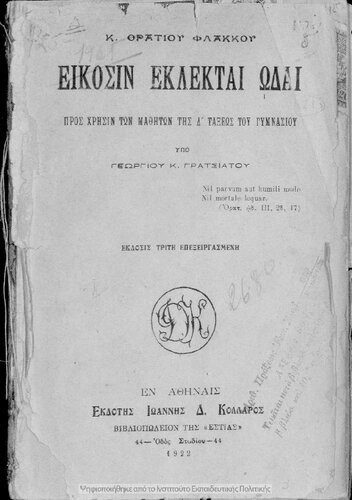 Κ. ΟΡΑΤΙΟΥ ΦΛΑΚΚΟΥ
ΕΙΚΟΣΙΝ ΕΚΛΕΚΤΑΙ ΩΔΑΙ
ΠΡΟΣ ΧΡΗΣΙΝ ΤΩΝ ΜΑΘΗΤΩΝ ΤΗΣ Δ΄ ΤΑΞΕΩΣ ΤΟΥ ΓΥΜΝΑΣΙΟΥ
ΥΠΟ
ΓΕΩΡΓΙΟΥ Κ. ΓΡΑΤΣΙΑΤΟΥ
Nil parvum aut humili modo
Nil mortale loquar.
(Ὁρατ. ᾠδ. III, 25, 17)
ΕΚΔΟΣΙΣ ΤΡΙΤΗ ΕΠΕΞΕΙΡΓΑΣΜΕΝΗ
2680
ΕΝ ΑΘΗΝΑΙΣ
ΕΚΔΟΤΗΣ ΙΩΑΝΝΗΣ Δ. ΚΟΛΛΑΡΟΣ
ΒΙΒΛΙΟΠΩΛΕΙΟΝ ΤΗΣ «ΕΣΤΙΑΣ»
44—Ὁδὸς Σταδίου—44
1922
Ψηφιοποιήθηκε από το Ινστιτούτο Εκπαιδευτικής Πολιτικής